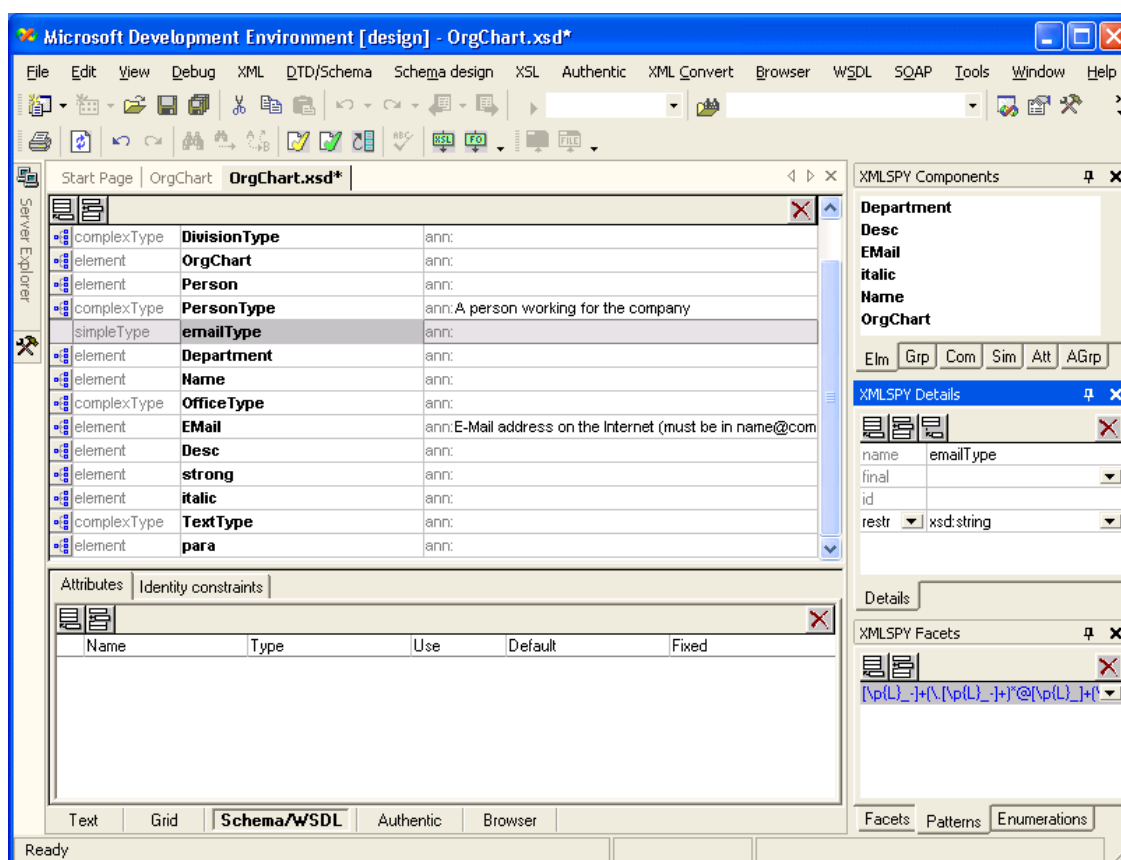 Microsoft Development Environment [design] - OrgChart.xsd*
File Edit View Debug XML DTD/Schema Schema design XSL Authentic XML Convert Browser WSDL SOAP Tools Window Help
ABC XSL FO FILE
Server Explorer
Start Page OrgChart OrgChart.xsd*
complexType DivisionType ann:
element OrgChart ann:
element Person ann:
complexType PersonType ann: A person working for the company
simpleType emailType ann:
element Department ann:
element Name ann:
complexType OfficeType ann:
element EMail ann: E-Mail address on the Internet (must be in name@com
element Desc ann:
element strong ann:
element italic ann:
complexType TextType ann:
element para ann:
Attributes Identity constraints
Name Type Use Default Fixed
Text Grid Schema/WSDL Authentic Browser
XMLSPY Components
Department
Desc
EMail
italic
Name
OrgChart
Elm Grp Com Sim Att AGrp
XMLSPY Details
name emailType
final
id
restr xsd:string
Details
XMLSPY Facets
[\p{L}_-]+(\.[\p{L}_-]+)*@[\p{L}_]+(
Facets Patterns Enumerations
Ready